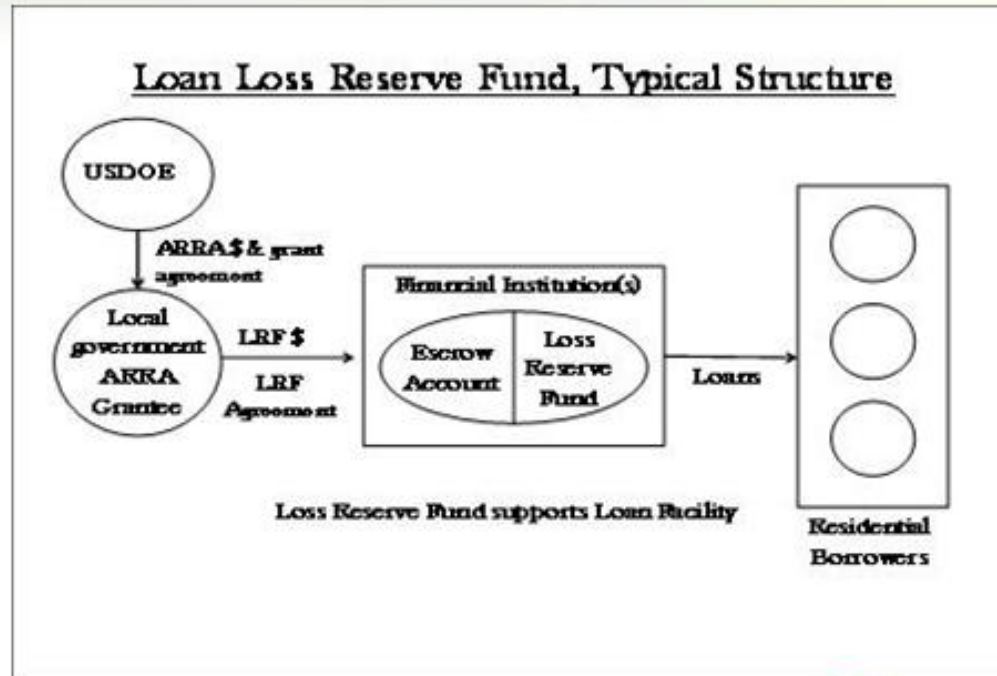 Loan Loss Reserve Fund, Typical Structure
USDOE
ARRA $ & grant
agreement
Local
government
ARRA
Grantee
LRF $
LRF
Agreement
Financial Institution(s)
Escrow
Account
Loss
Reserve
Fund
Loans
Loss Reserve Fund supports Loan Facility
Residential
Borrowers